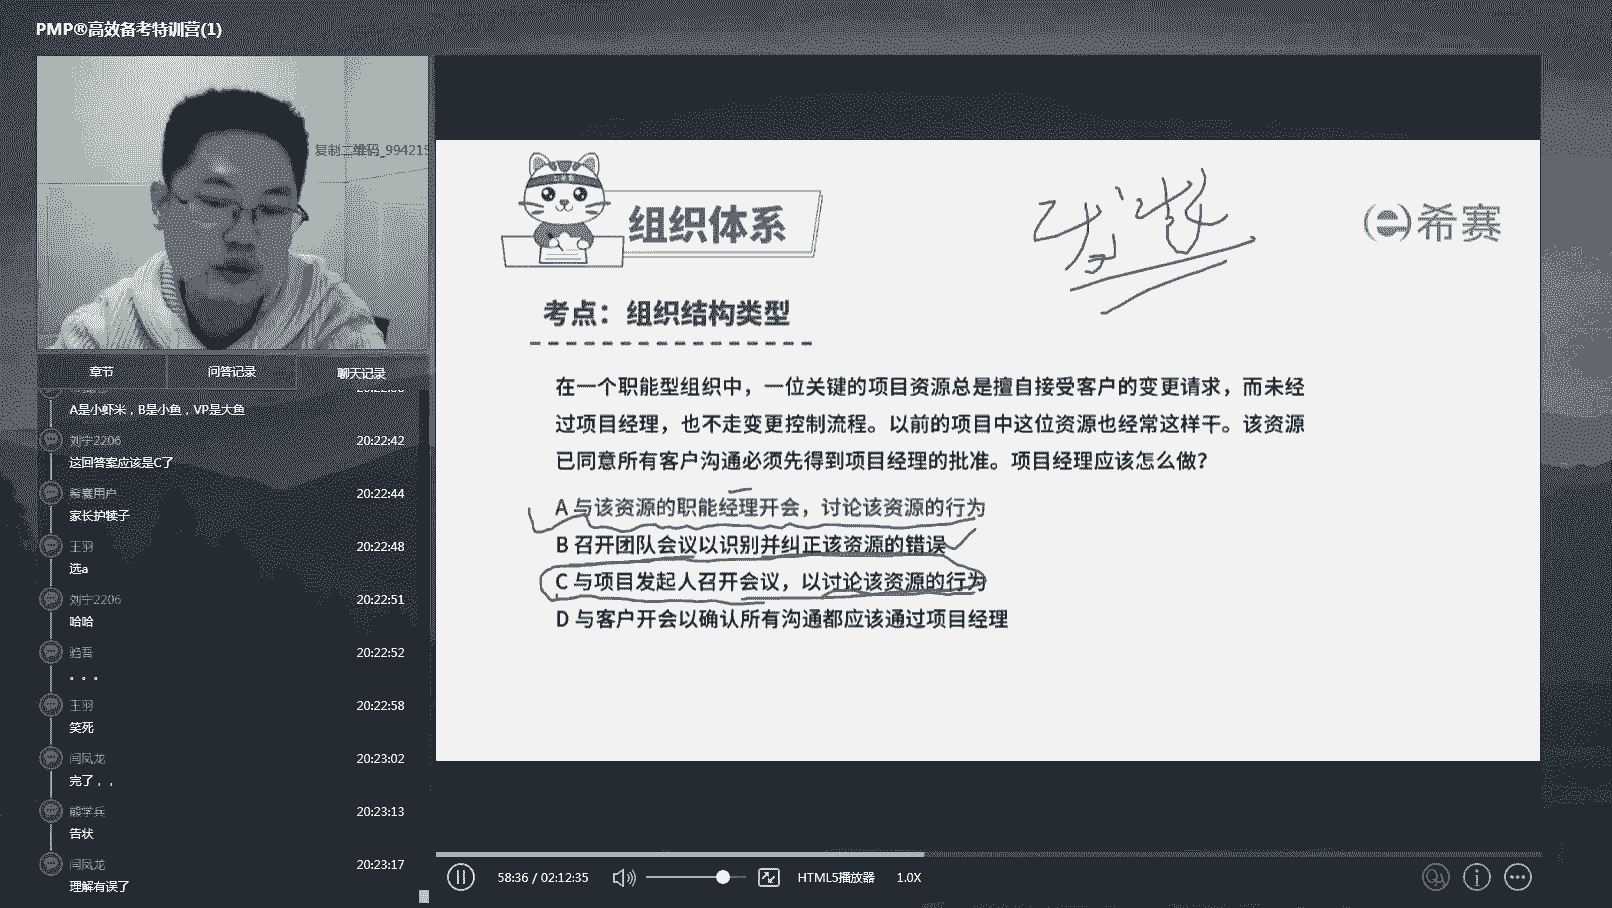 PMP®高效备考特训营(1)
复制二维码_994215
章节
问答记录
聊天记录
A是小虾米，B是小鱼，VP是大鱼
刘宇2206
20:22:42
这回答案应该是C了
希赛用户
20:22:44
家长护犊子
王羽
20:22:48
选a
刘宇2206
20:22:51
哈哈
20:22:52
。。。
王羽
20:22:58
笑死
闫凤龙
20:23:02
完了，，
20:23:13
告状
闫凤龙
20:23:17
理解有误了
组织体系
希赛
考点：组织结构类型
在一个职能型组织中，一位关键的项目资源总是擅自接受客户的变更请求，而未经
过项目经理，也不走变更控制流程。以前的项目中这位资源也经常这样干。该资源
已同意所有客户沟通必须先得到项目经理的批准。项目经理应该怎么做？
A 与该资源的职能经理开会，讨论该资源的行为
B 召开团队会议以识别并纠正该资源的错误
C 与项目发起人召开会议，以讨论该资源的行为
D 与客户开会以确认所有沟通都应该通过项目经理
58:36 / 02:12:35
HTML5播放器
1.0X